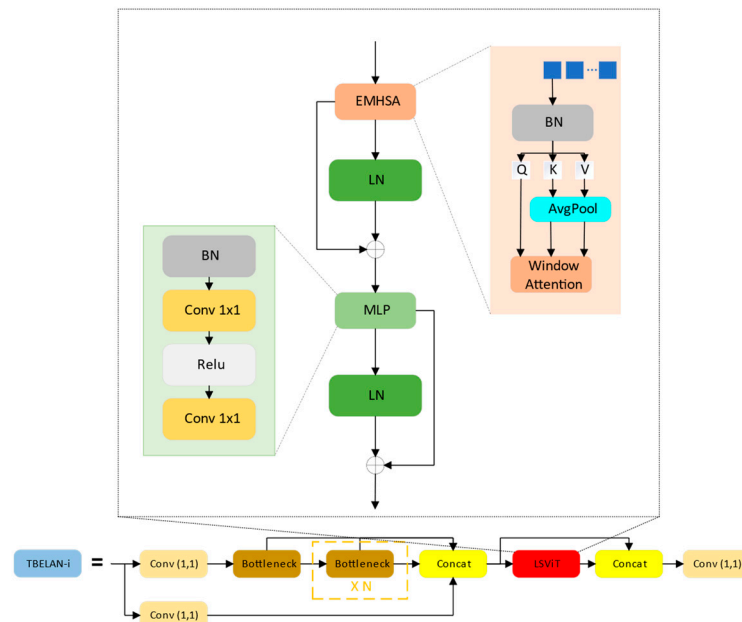 EMHSA
LN
MLP
LN
BN
Q K V
AvgPool
Window
Attention
BN
Conv 1x1
Relu
Conv 1x1
TBELAN-i =
Conv (1,1)
Bottleneck
Bottleneck
X N
Concat
LSViT
Concat
Conv (1,1)
Conv (1,1)